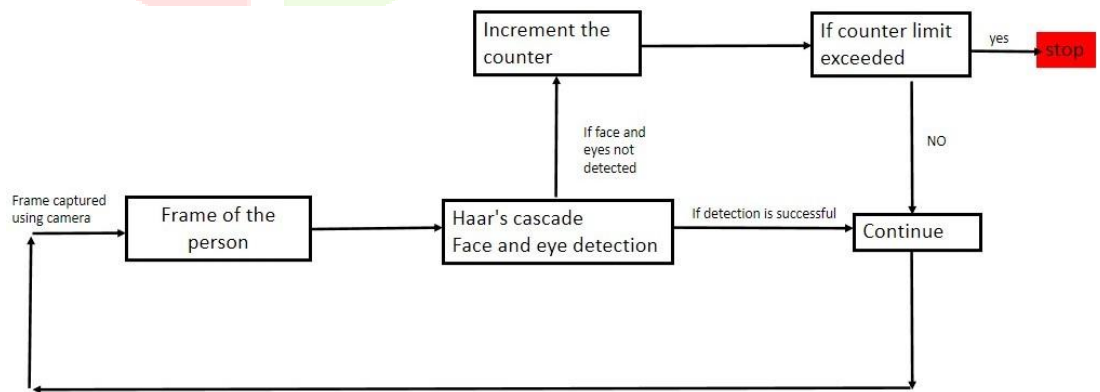 Increment the
counter
If counter limit
exceeded
yes
stop
If face and
eyes not
detected
NO
Frame captured
using camera
Frame of the
person
Haar's cascade
Face and eye detection
If detection is successful
Continue